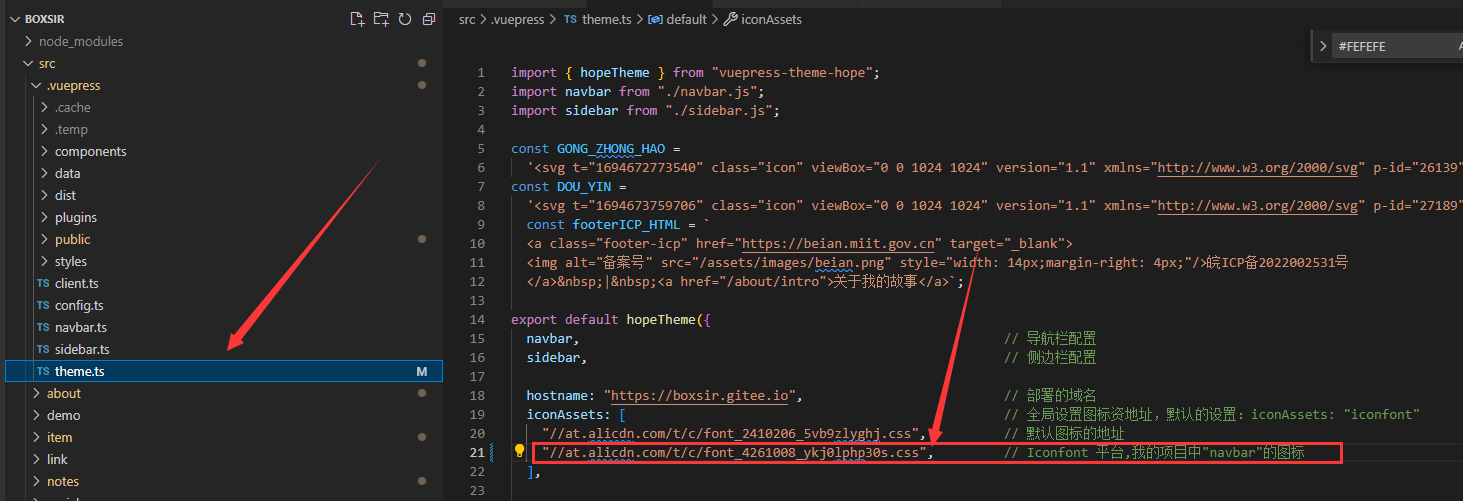 BOXSIR
node_modules
src
.vuepress
.cache
.temp
components
data
dist
plugins
public
styles
TS client.ts
TS config.ts
TS navbar.ts
TS sidebar.ts
TS theme.ts M
about
demo
item
link
notes
src > .vuepress > TS theme.ts > default > iconAssets
#FEFEFE
1 import { hopeTheme } from "vuepress-theme-hope";
2 import navbar from "./navbar.js";
3 import sidebar from "./sidebar.js";
4
5 const GONG_ZHONG_HAO =
6 '<svg t="1694672773540" class="icon" viewBox="0 0 1024 1024" version="1.1" xmlns="http://www.w3.org/2000/svg" p-id="26139"
7 const DOU_YIN =
8 '<svg t="1694673759706" class="icon" viewBox="0 0 1024 1024" version="1.1" xmlns="http://www.w3.org/2000/svg" p-id="27189"
9 const footerICP_HTML = `
10 <a class="footer-icp" href="https://beian.miit.gov.cn" target="_blank">
11 <img alt="备案号" src="/assets/images/beian.png" style="width: 14px;margin-right: 4px;"/>皖ICP备2022002531号
12 </a>&nbsp;|&nbsp;<a href="/about/intro">关于我的故事</a>`;
13
14 export default hopeTheme({
15 navbar, // 导航栏配置
16 sidebar, // 侧边栏配置
17
18 hostname: "https://boxsir.gitee.io", // 部署的域名
19 iconAssets: [ // 全局设置图标资地址，默认的设置：iconAssets: "iconfont"
20 "//at.alicdn.com/t/c/font_2410206_5vb9zlyghj.css", // 默认图标的地址
21 "//at.alicdn.com/t/c/font_4261008_ykj0lphp30s.css", // Iconfont 平台,我的项目中"navbar"的图标
22 ],
23